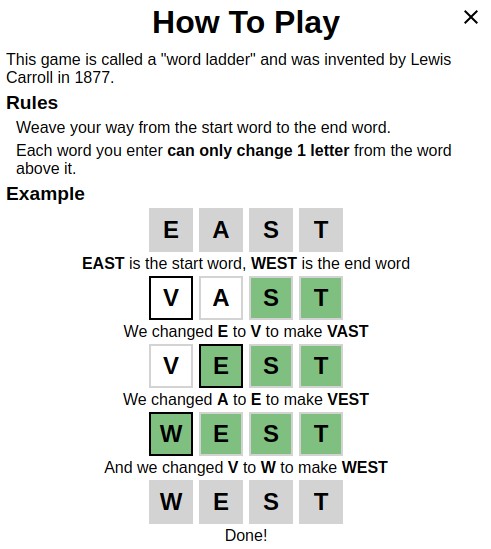 How To Play
This game is called a "word ladder" and was invented by Lewis
Carroll in 1877.
Rules
Weave your way from the start word to the end word.
Each word you enter can only change 1 letter from the word
above it.
Example
E A S T
EAST is the start word, WEST is the end word
V A S T
We changed E to V to make VAST
V E S T
We changed A to E to make VEST
W E S T
And we changed V to W to make WEST
W E S T
Done!